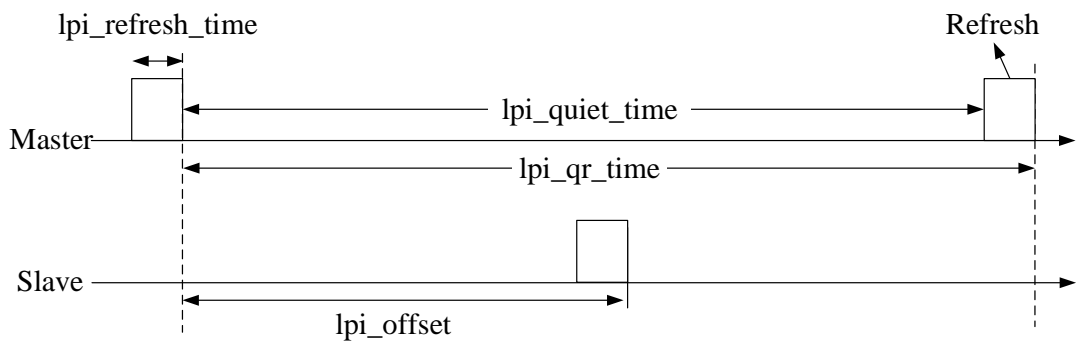 lpi_refresh_time
Refresh
lpi_quiet_time
Master
lpi_qr_time
Slave
lpi_offset